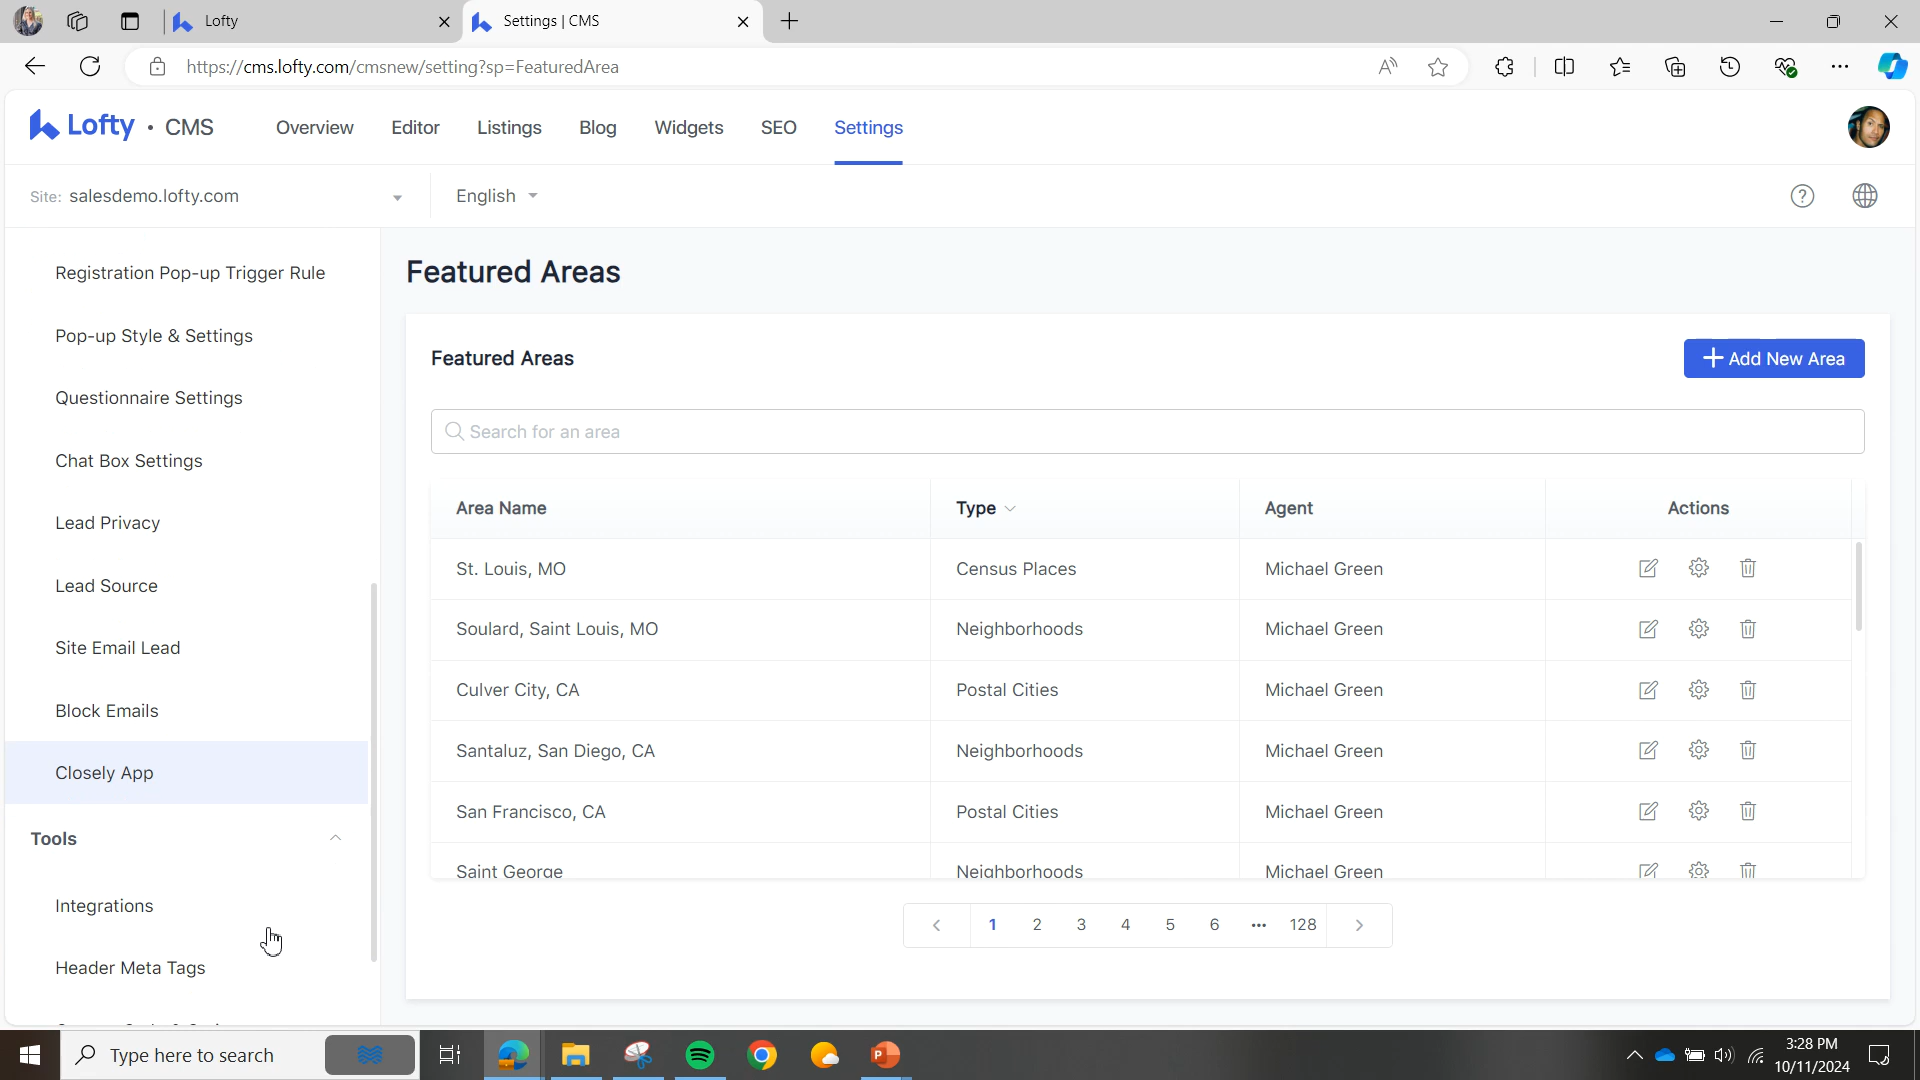 Lofty
Settings | CMS
https://cms.lofty.com/cmsnew/setting?sp=FeaturedArea
Lofty · CMS
Overview
Editor
Listings
Blog
Widgets
SEO
Settings
Site: salesdemo.lofty.com
English
Registration Pop-up Trigger Rule
Pop-up Style & Settings
Questionnaire Settings
Chat Box Settings
Lead Privacy
Lead Source
Site Email Lead
Block Emails
Closely App
Tools
Integrations
Header Meta Tags
Featured Areas
Featured Areas
+ Add New Area
Search for an area
Area Name Type Agent Actions
St. Louis, MO Census Places Michael Green
Soulard, Saint Louis, MO Neighborhoods Michael Green
Culver City, CA Postal Cities Michael Green
Santaluz, San Diego, CA Neighborhoods Michael Green
San Francisco, CA Postal Cities Michael Green
Saint George Neighborhoods Michael Green
< 1 2 3 4 5 6 ••• 128 >
Type here to search
3:28 PM
10/11/2024